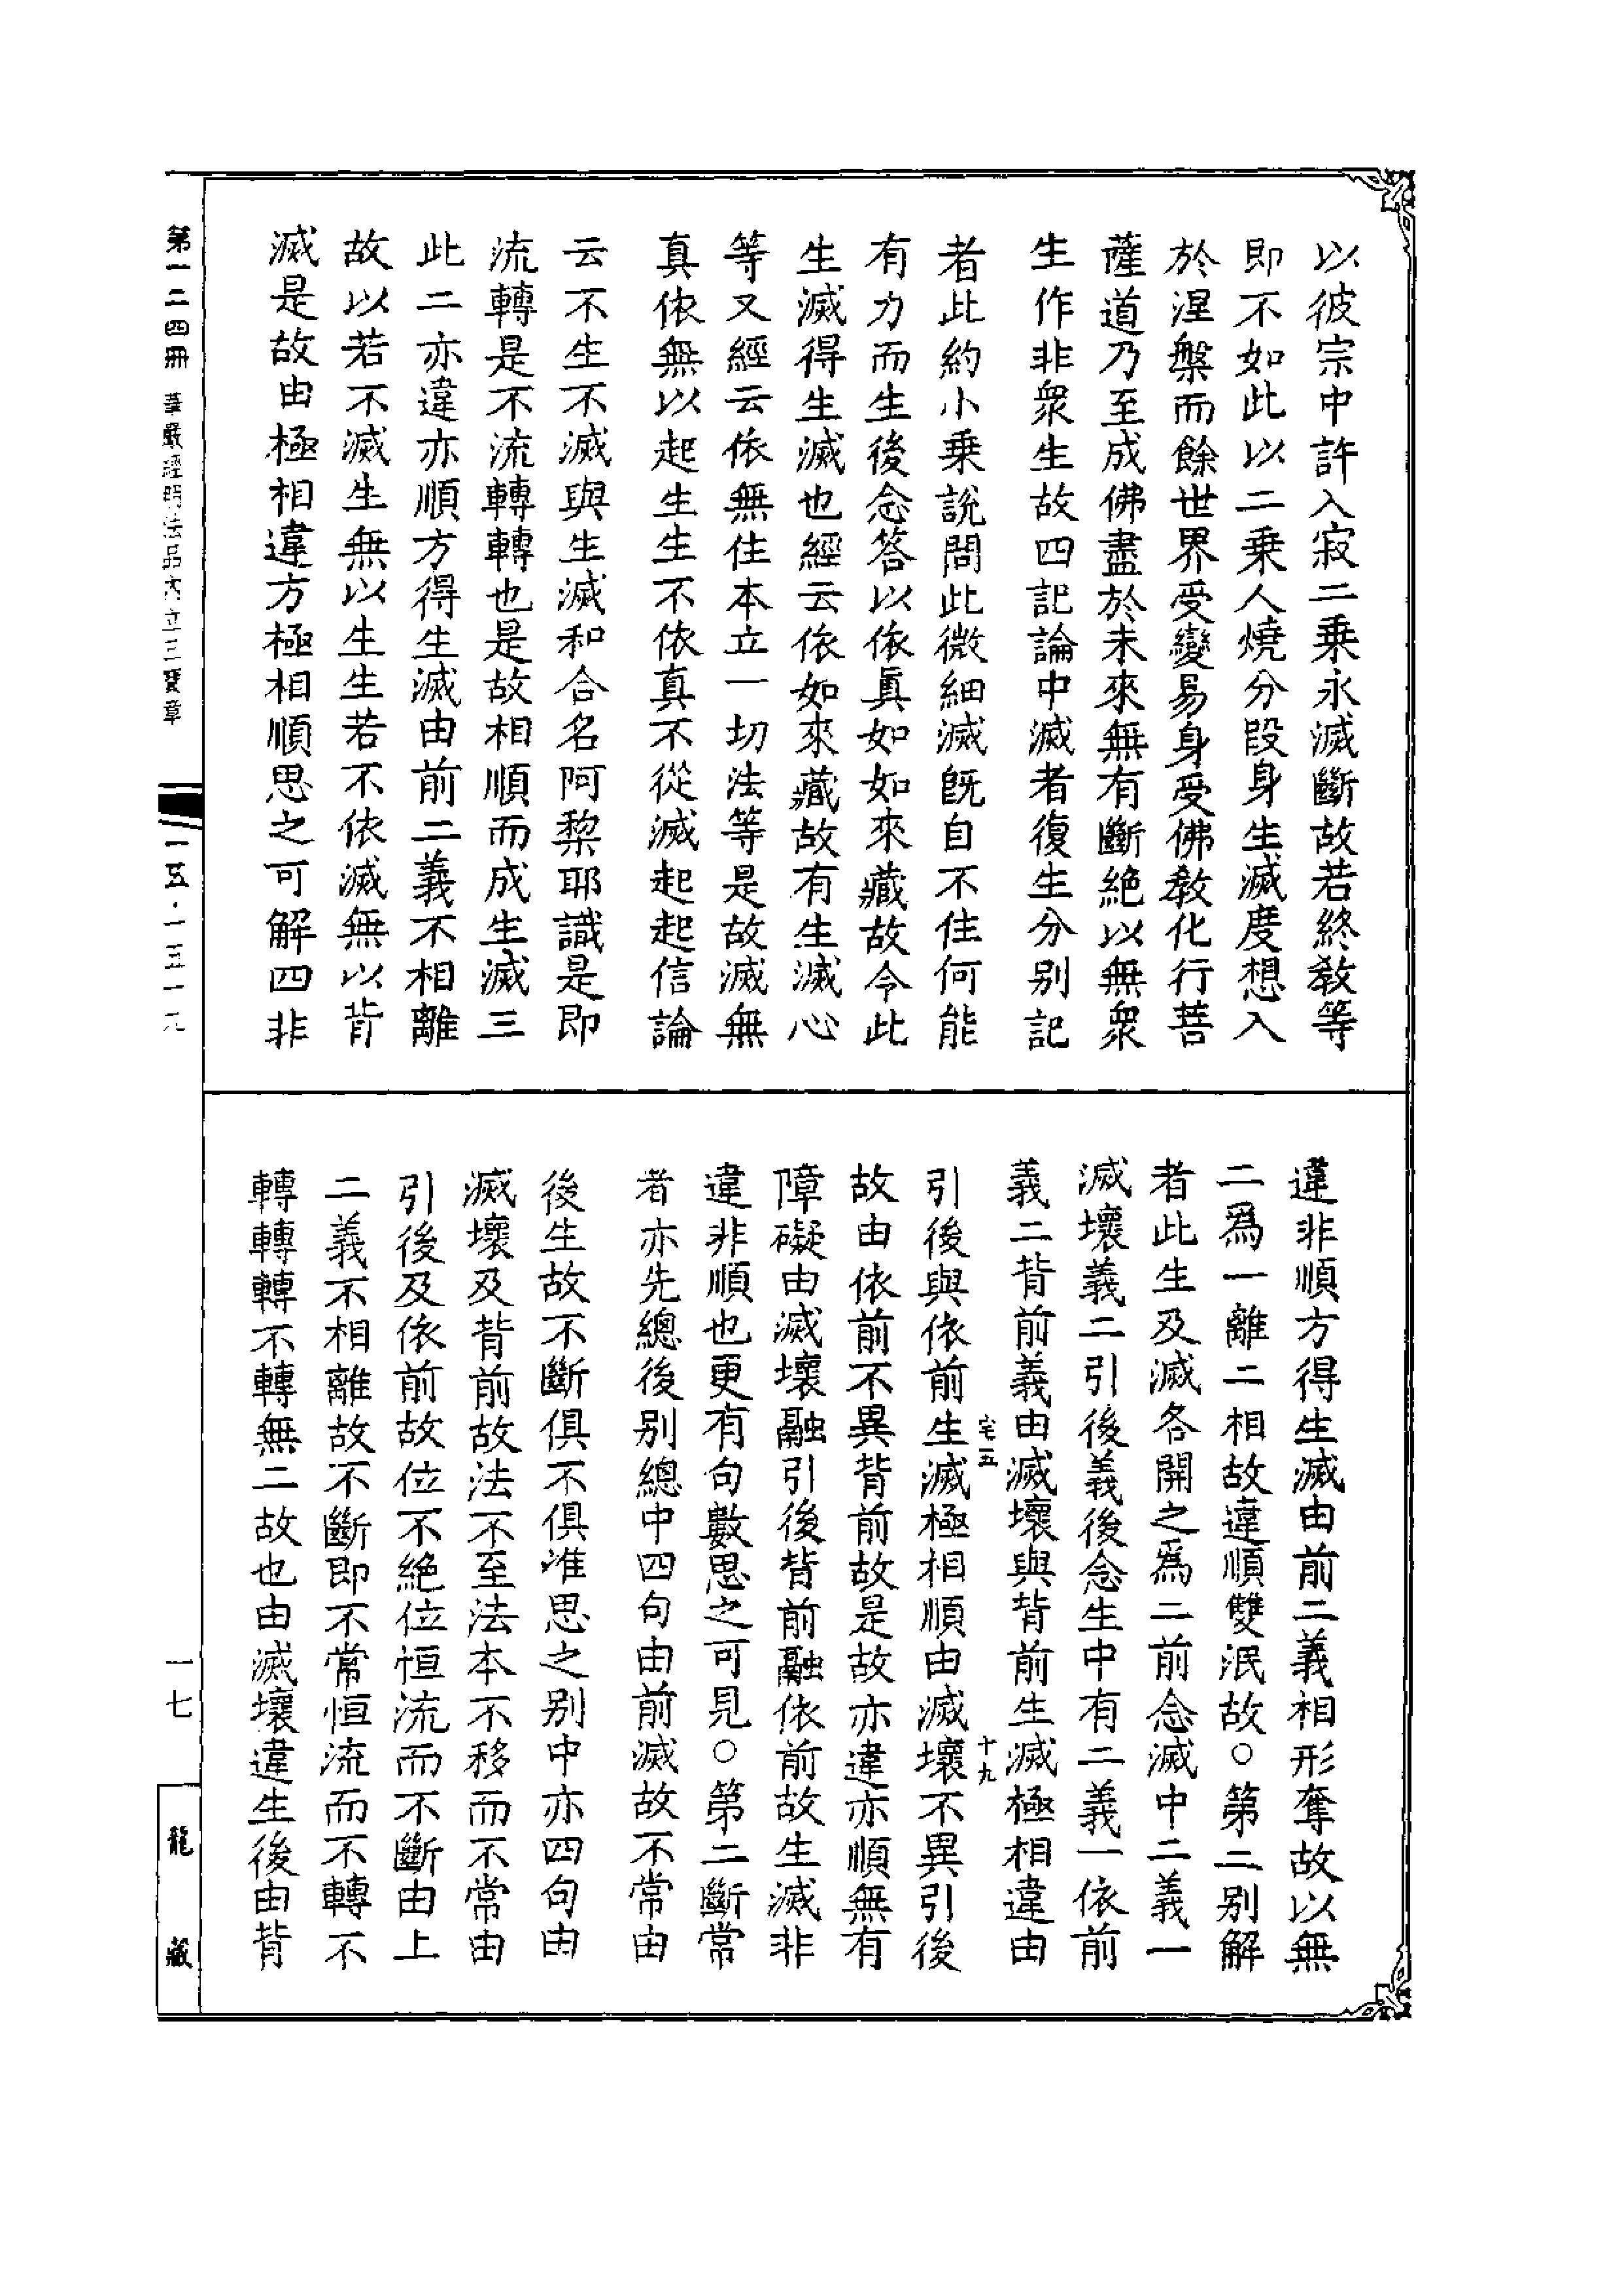 以彼宗中許入寂二乗永滅斷故若終教等
即不如此以二乗人燒分段身生滅度想入
於涅槃而餘世界受變易身受佛教化行菩
薩道乃至成佛盡於未來無有斷絶以無衆
生作非衆生故四記論中滅者復生分別記
者此約小乗說問此微細滅旣自不住何能
有力而生後念答以依眞如如來藏故令此
生滅得生滅也經云依如來藏故有生滅心
等又經云依無住本立一切法等是故滅無
真依無以起生生不依真不從滅起起信論
云不生不滅與生滅和合名阿棃耶識是即
流轉是不流轉轉也是故相順而成生滅三
此二亦違亦順方得生滅由前二義不相離
故以若不滅生無以生生若不依滅無以背
滅是故由極相違方極相順思之可解四非
違非順方得生滅由前二義相形奪故以無
二爲一離二相故違順雙泯故○第二別解
者此生及滅各開之爲二前念滅中二義一
滅壞義二引後義後念生中有二義一依前
義二背前義由滅壞與背前生滅極相違由
引後與依前生滅極相順由滅壞不異引後
故由依前不異背前故是故亦違亦順無有
障礙由滅壞融引後背前融依前故生滅非
違非順也更有句數思之可見○第二斷常
者亦先總後別總中四句由前滅故不常由
後生故不斷俱不俱准思之別中亦四句由
滅壞及背前故法不至法本不移而不常由
引後及依前故位不絶位恒流而不斷由上
二義不相離故不斷即不常恒流而不轉不
轉轉轉不轉無二故也由滅壞違生後由背
宅五
十九
第一二四冊
華嚴經明法品內立三寶章
一五·一五一九
一七
龍藏